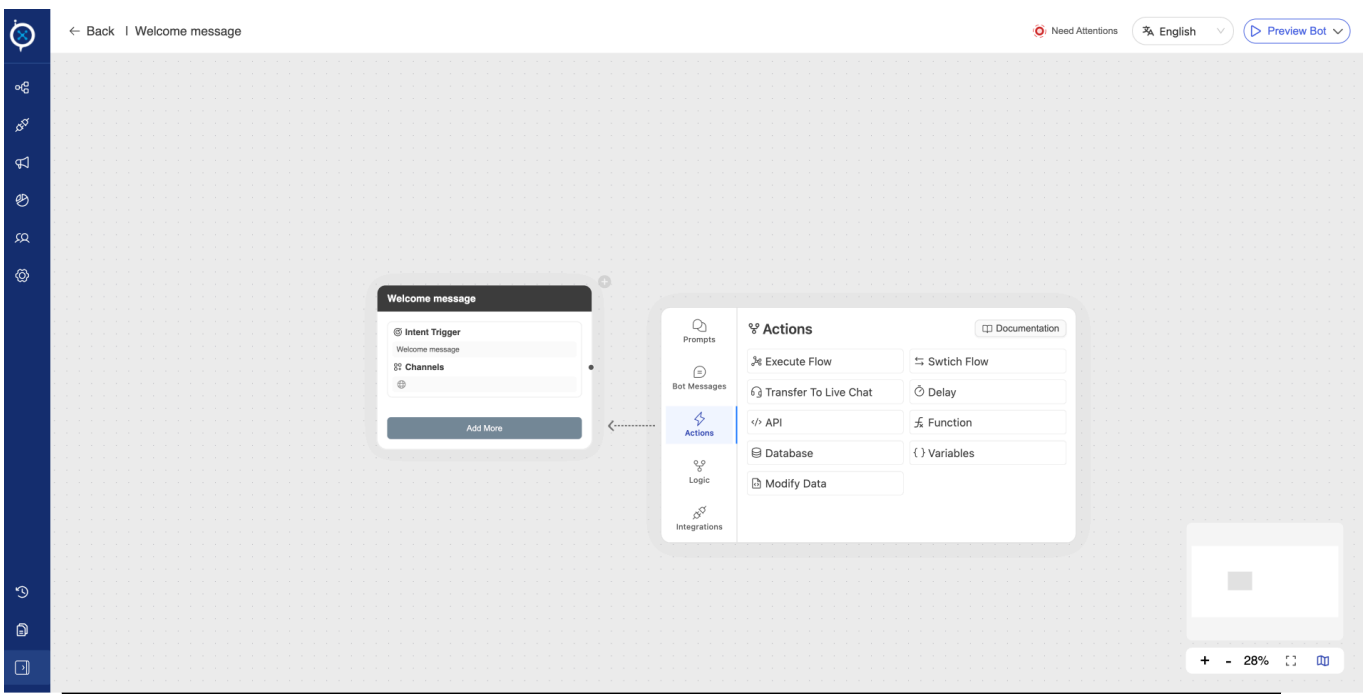 ← Back | Welcome message
Need Attentions
English
Preview Bot
Welcome message
Intent Trigger
Welcome message
Channels
Add More
Prompts
Bot Messages
Actions
Logic
Integrations
Actions
Documentation
Execute Flow
Swtich Flow
Transfer To Live Chat
Delay
</> API
Function
Database
{ } Variables
Modify Data
+ - 28%